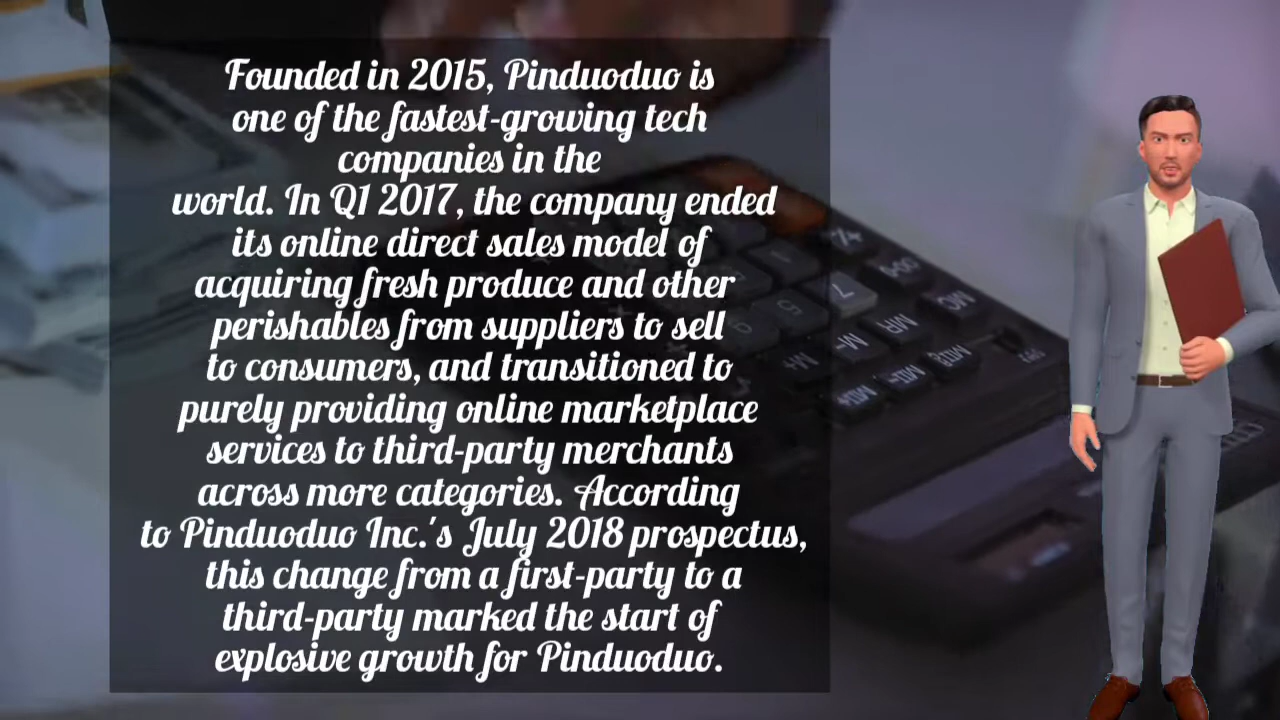 Founded in 2015, Pinduoduo is
one of the fastest-growing tech
companies in the
world. In Q1 2017, the company ended
its online direct sales model of
acquiring fresh produce and other
perishables from suppliers to sell
to consumers, and transitioned to
purely providing online marketplace
services to third-party merchants
across more categories. According
to Pinduoduo Inc.'s July 2018 prospectus,
this change from a first-party to a
third-party marked the start of
explosive growth for Pinduoduo.